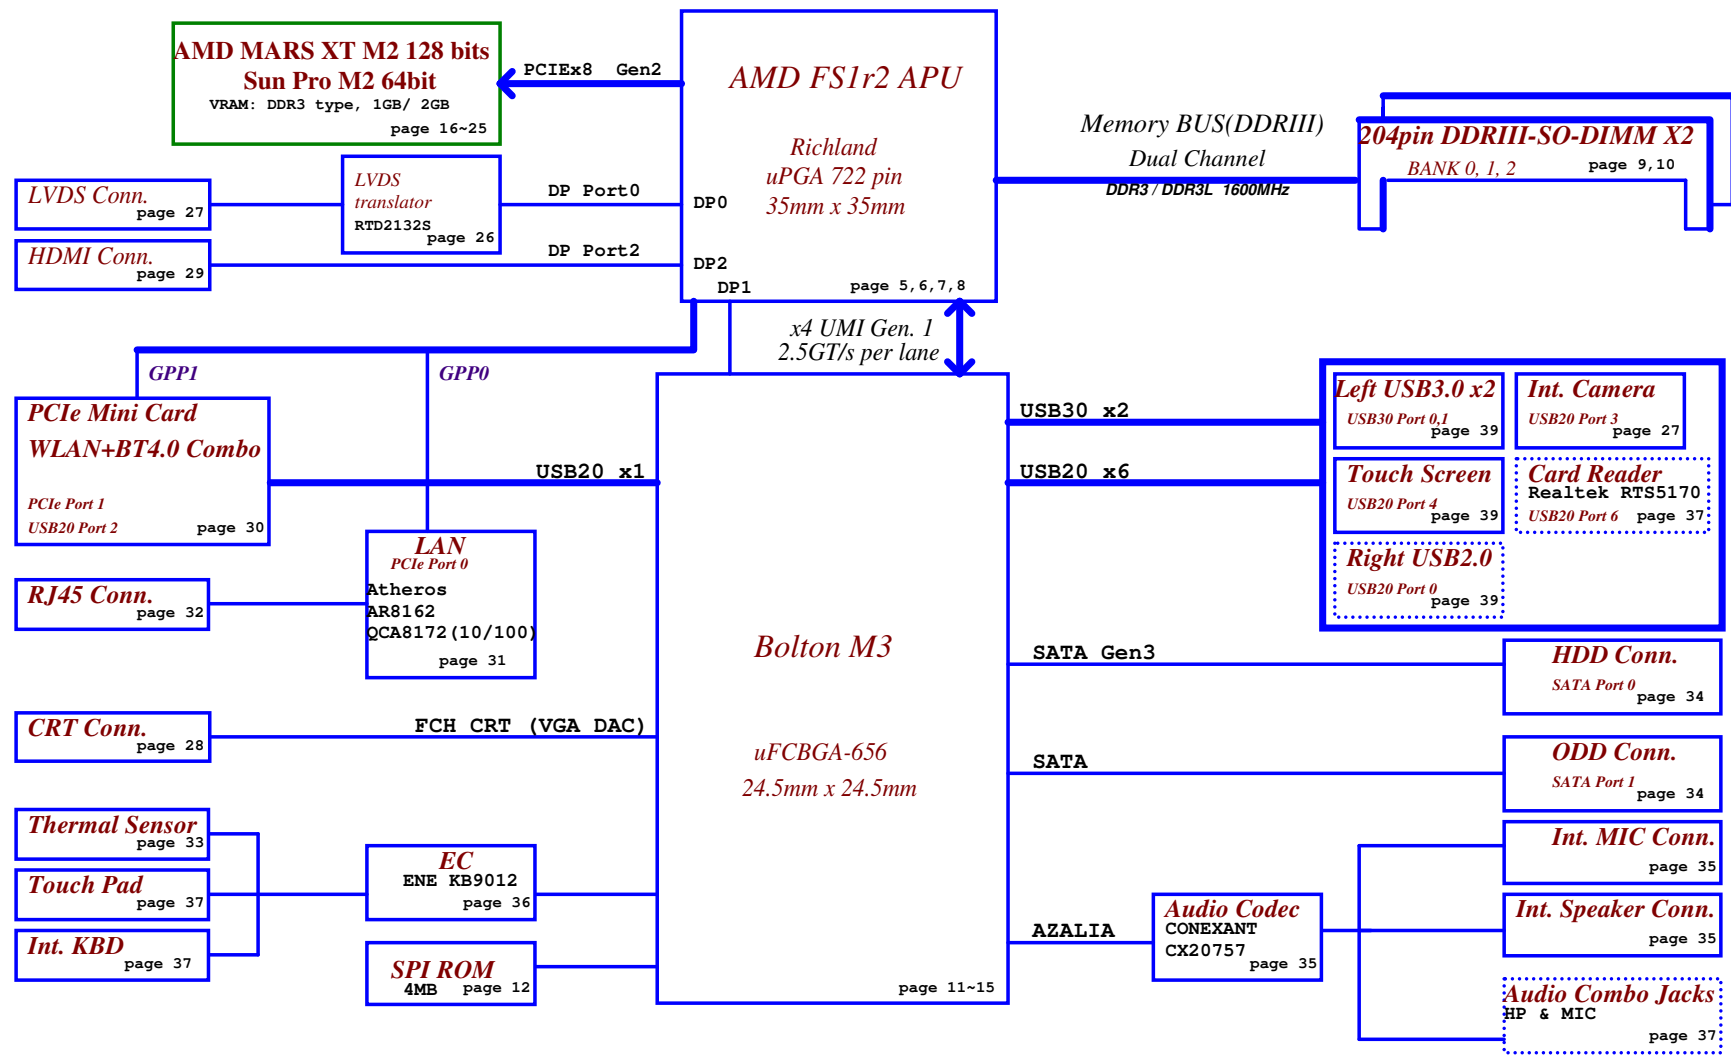 AMD MARS XT M2 128 bits
Sun Pro M2 64bit
VRAM: DDR3 type, 1GB/ 2GB
page 16~25
PCIEx8 Gen2
AMD FS1r2 APU
Richland
uPGA 722 pin
35mm x 35mm
DP0
DP2
DP1
page 5,6,7,8
Memory BUS(DDRIII)
Dual Channel
DDR3 / DDR3L 1600MHz
204pin DDRIII-SO-DIMM X2
BANK 0, 1, 2
page 9,10
LVDS Conn.
page 27
LVDS
translator
RTD2132S
page 26
DP Port0
HDMI Conn.
page 29
DP Port2
x4 UMI Gen. 1
2.5GT/s per lane
GPP1
GPP0
PCIe Mini Card
WLAN+BT4.0 Combo
PCIe Port 1
USB20 Port 2
page 30
USB20 x1
LAN
PCIe Port 0
Atheros
AR8162
QCA8172(10/100)
page 31
RJ45 Conn.
page 32
CRT Conn.
page 28
FCH CRT (VGA DAC)
Thermal Sensor
page 33
Touch Pad
page 37
Int. KBD
page 37
EC
ENE KB9012
page 36
SPI ROM
4MB
page 12
Bolton M3
uFCBGA-656
24.5mm x 24.5mm
page 11~15
USB30 x2
USB20 x6
Left USB3.0 x2
USB30 Port 0,1
page 39
Int. Camera
USB20 Port 3
page 27
Touch Screen
USB20 Port 4
page 39
Card Reader
Realtek RTS5170
USB20 Port 6
page 37
Right USB2.0
USB20 Port 0
page 39
SATA Gen3
HDD Conn.
SATA Port 0
page 34
SATA
ODD Conn.
SATA Port 1
page 34
AZALIA
Audio Codec
CONEXANT
CX20757
page 35
Int. MIC Conn.
page 35
Int. Speaker Conn.
page 35
Audio Combo Jacks
HP & MIC
page 37